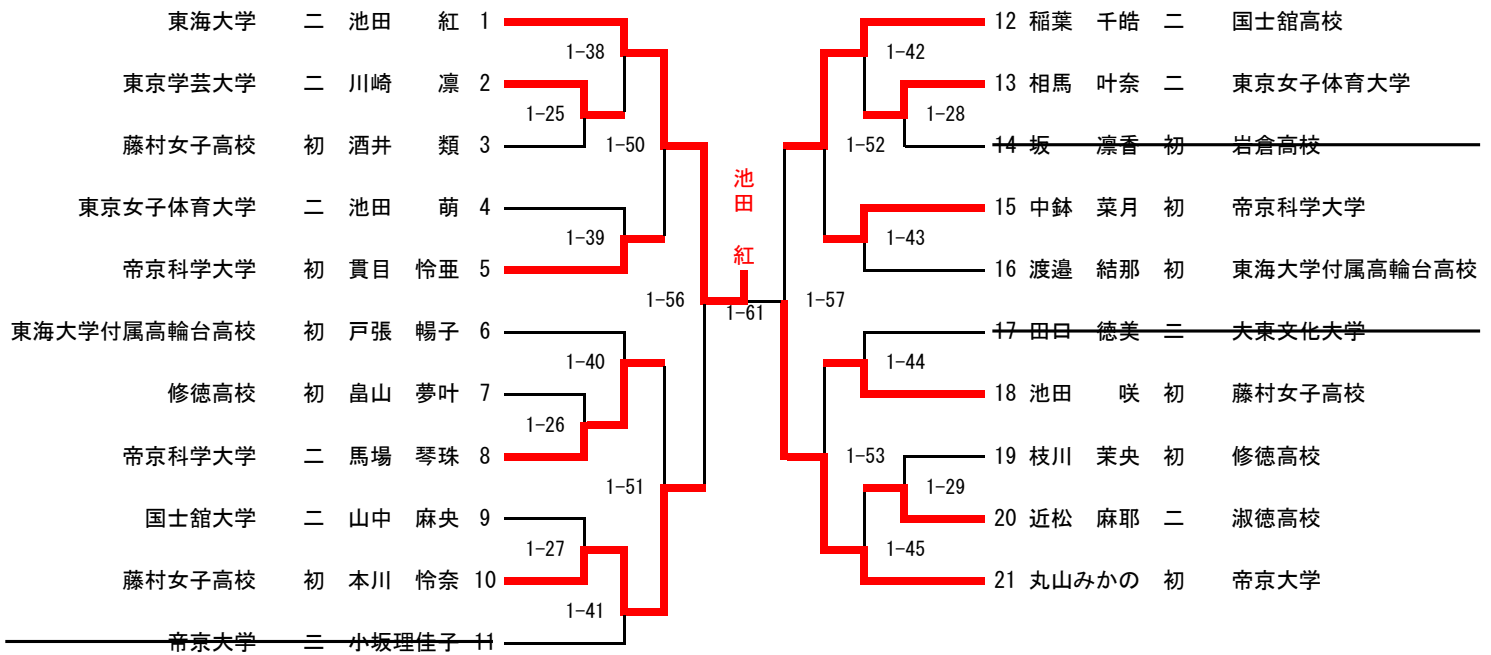 東海大学 二 池田 紅 1
東京学芸大学 二 川崎 凛 2
藤村女子高校 初 酒井 類 3
東京女子体育大学 二 池田 萌 4
帝京科学大学 初 貫目 怜亜 5
東海大学付属高輪台高校 初 戸張 暢子 6
修徳高校 初 畠山 夢叶 7
帝京科学大学 二 馬場 琴珠 8
国士舘大学 二 山中 麻央 9
藤村女子高校 初 本川 怜奈 10
帝京大学 二 小坂理佳子 11
1-38
1-25
1-50
1-39
1-56
1-40
1-26
1-51
1-27
1-41
池田 紅
1-61
1-42
1-28
1-52
1-43
1-57
1-44
1-53
1-29
1-45
12 稲葉 千皓 二 国士舘高校
13 相馬 叶奈 二 東京女子体育大学
14 坂 凛香 初 岩倉高校
15 中鉢 菜月 初 帝京科学大学
16 渡邉 結那 初 東海大学付属高輪台高校
17 田口 徳美 二 大東文化大学
18 池田 咲 初 藤村女子高校
19 枝川 茉央 初 修徳高校
20 近松 麻耶 二 淑徳高校
21 丸山みかの 初 帝京大学